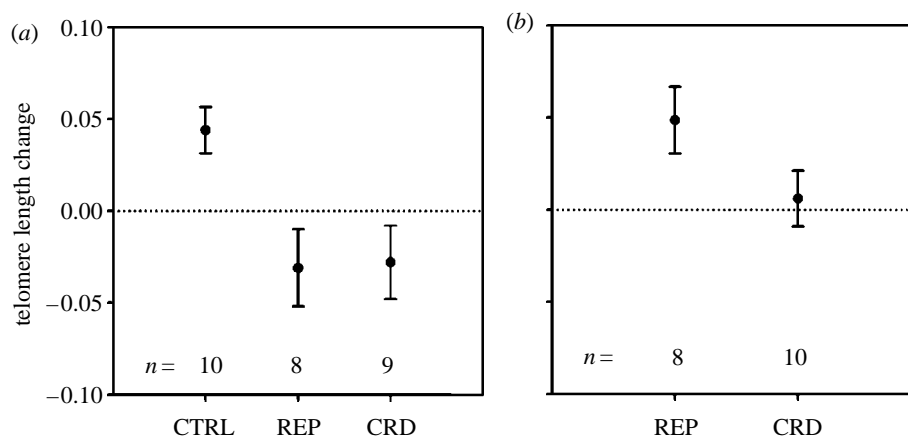 (a)
telomere length change
0.10
0.05
0.00
−0.05
−0.10
n = 10 8 9
CTRL REP CRD
(b)
n = 8 10
REP CRD